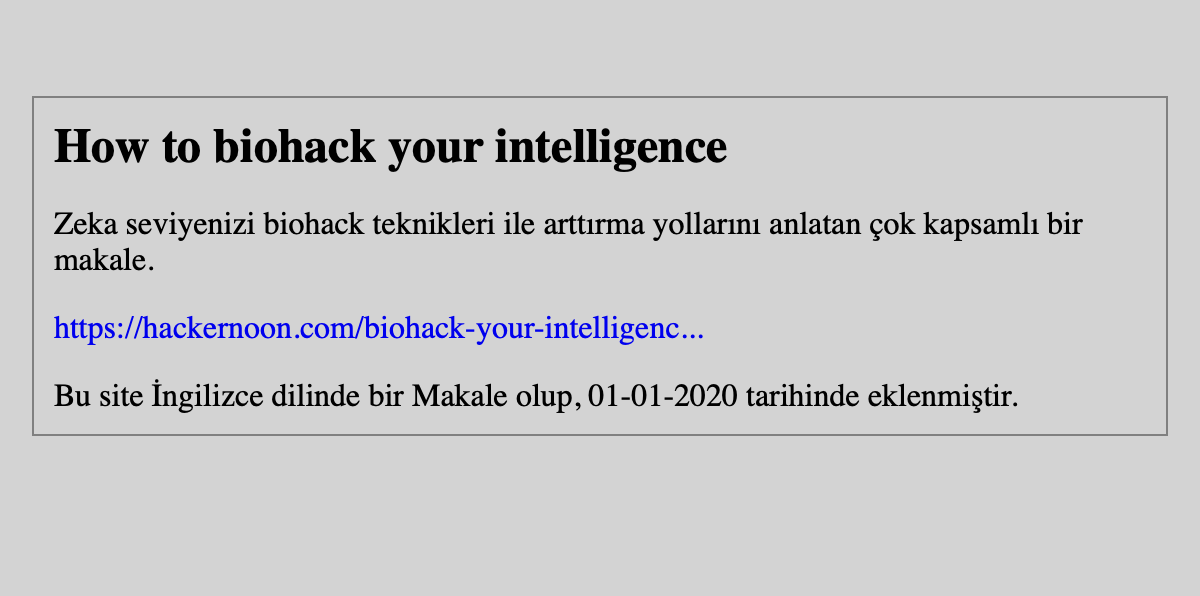 How to biohack your intelligence
Zeka seviyenizi biohack teknikleri ile arttırma yollarını anlatan çok kapsamlı bir
makale.
https://hackernoon.com/biohack-your-intelligenc...
Bu site İngilizce dilinde bir Makale olup, 01-01-2020 tarihinde eklenmiştir.